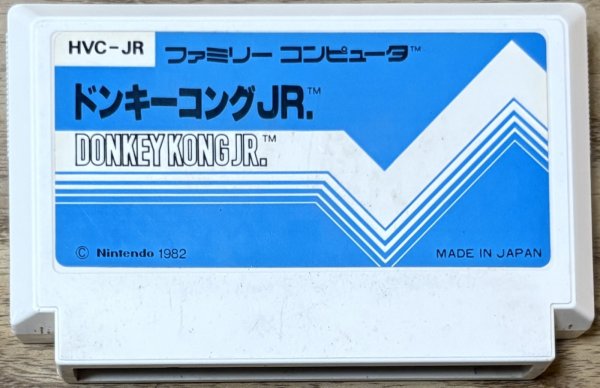 HVC-JR ファミリー コンピュータ™
ドンキーコングJR.™
DONKEY KONG JR.™
© Nintendo 1982 MADE IN JAPAN